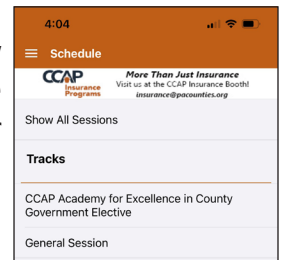 4:04
Schedule
CCAP
Insurance
Programs
More Than Just Insurance
Visit us at the CCAP Insurance Booth!
insurance@pacounties.org
Show All Sessions
Tracks
CCAP Academy for Excellence in County
Government Elective
General Session